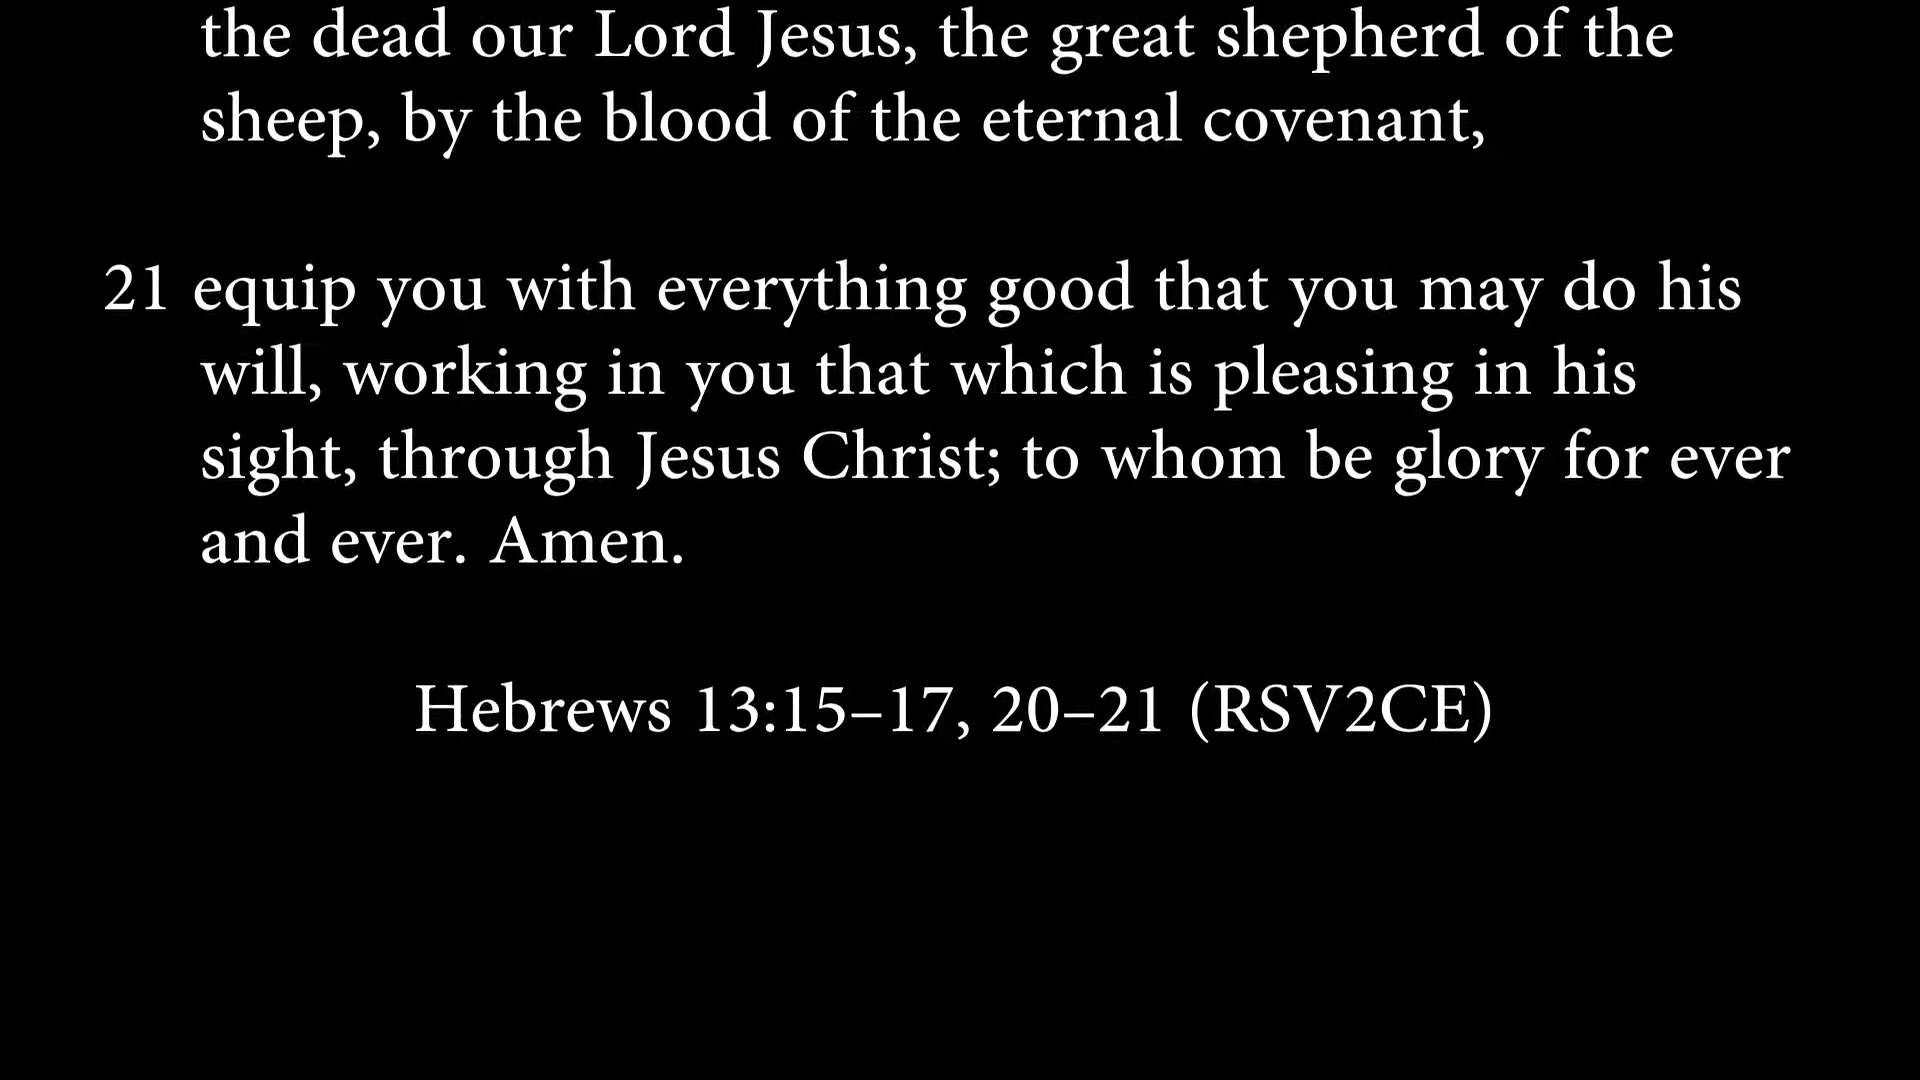 the dead our Lord Jesus, the great shepherd of the
sheep, by the blood of the eternal covenant,
21 equip you with everything good that you may do his
will, working in you that which is pleasing in his
sight, through Jesus Christ; to whom be glory for ever
and ever. Amen.
Hebrews 13:15–17, 20–21 (RSV2CE)